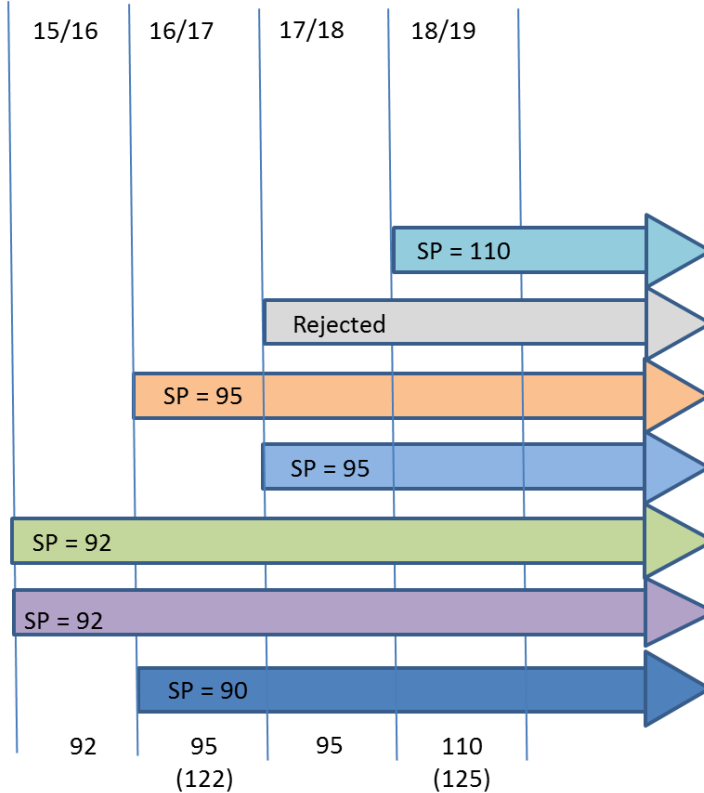 15/16 16/17 17/18 18/19
SP = 110
Rejected
SP = 95
SP = 95
SP = 92
SP = 92
SP = 90
92 95 95 110
(122) (125)